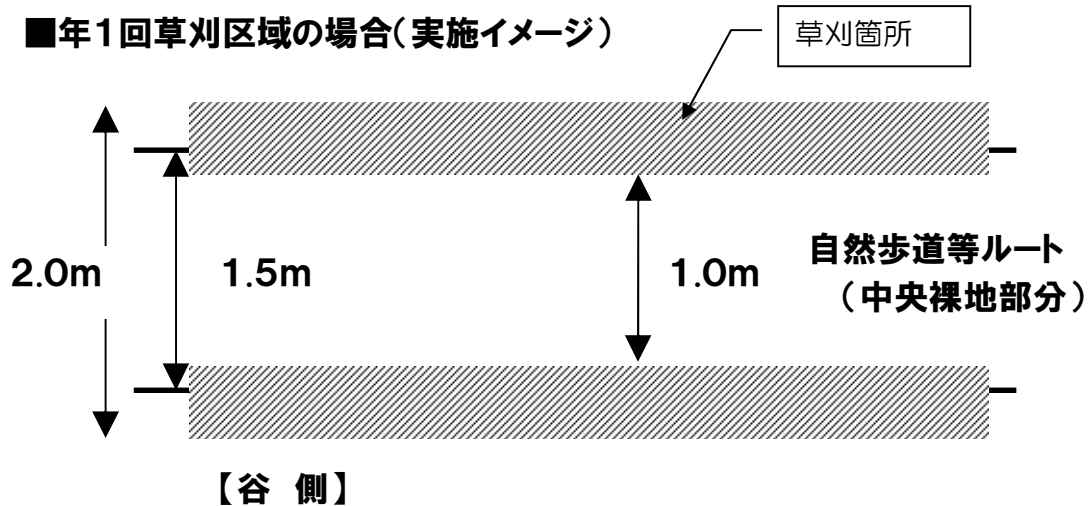 ■年1回草刈区域の場合(実施イメージ)
草刈箇所
2.0m
1.5m
1.0m
自然歩道等ルート
(中央裸地部分)
【谷 側】